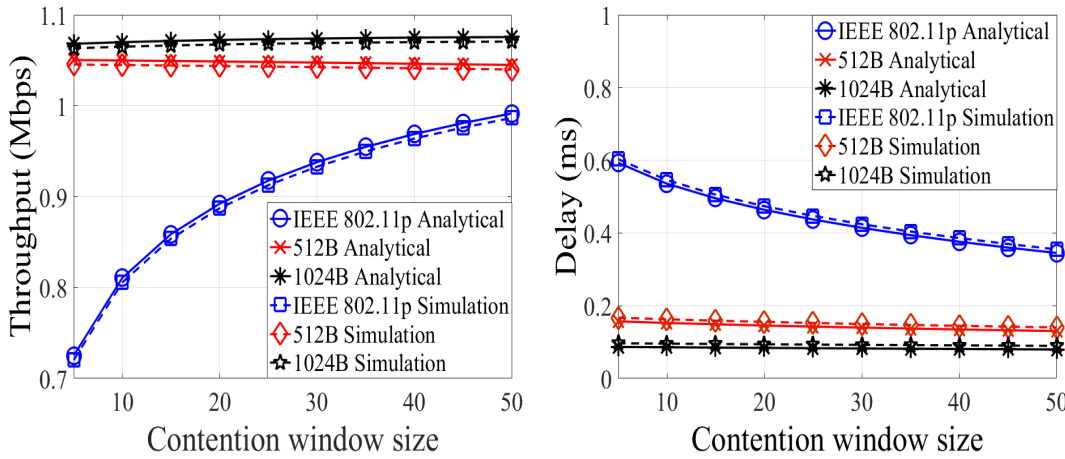 1.1
1
0.9
0.8
0.7
Throughput (Mbps)
IEEE 802.11p Analytical
512B Analytical
1024B Analytical
IEEE 802.11p Simulation
512B Simulation
1024B Simulation
10 20 30 40 50
Contention window size
1
0.8
0.6
0.4
0.2
0
Delay (ms)
IEEE 802.11p Analytical
512B Analytical
1024B Analytical
IEEE 802.11p Simulation
512B Simulation
1024B Simulation
10 20 30 40 50
Contention window size